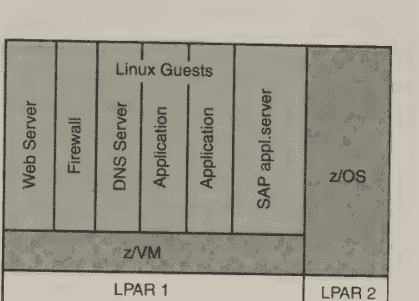 Linux Guests
Web Server
Firewall
DNS Server
Application
Application
SAP appl.server
z/OS
z/VM
LPAR 1
LPAR 2